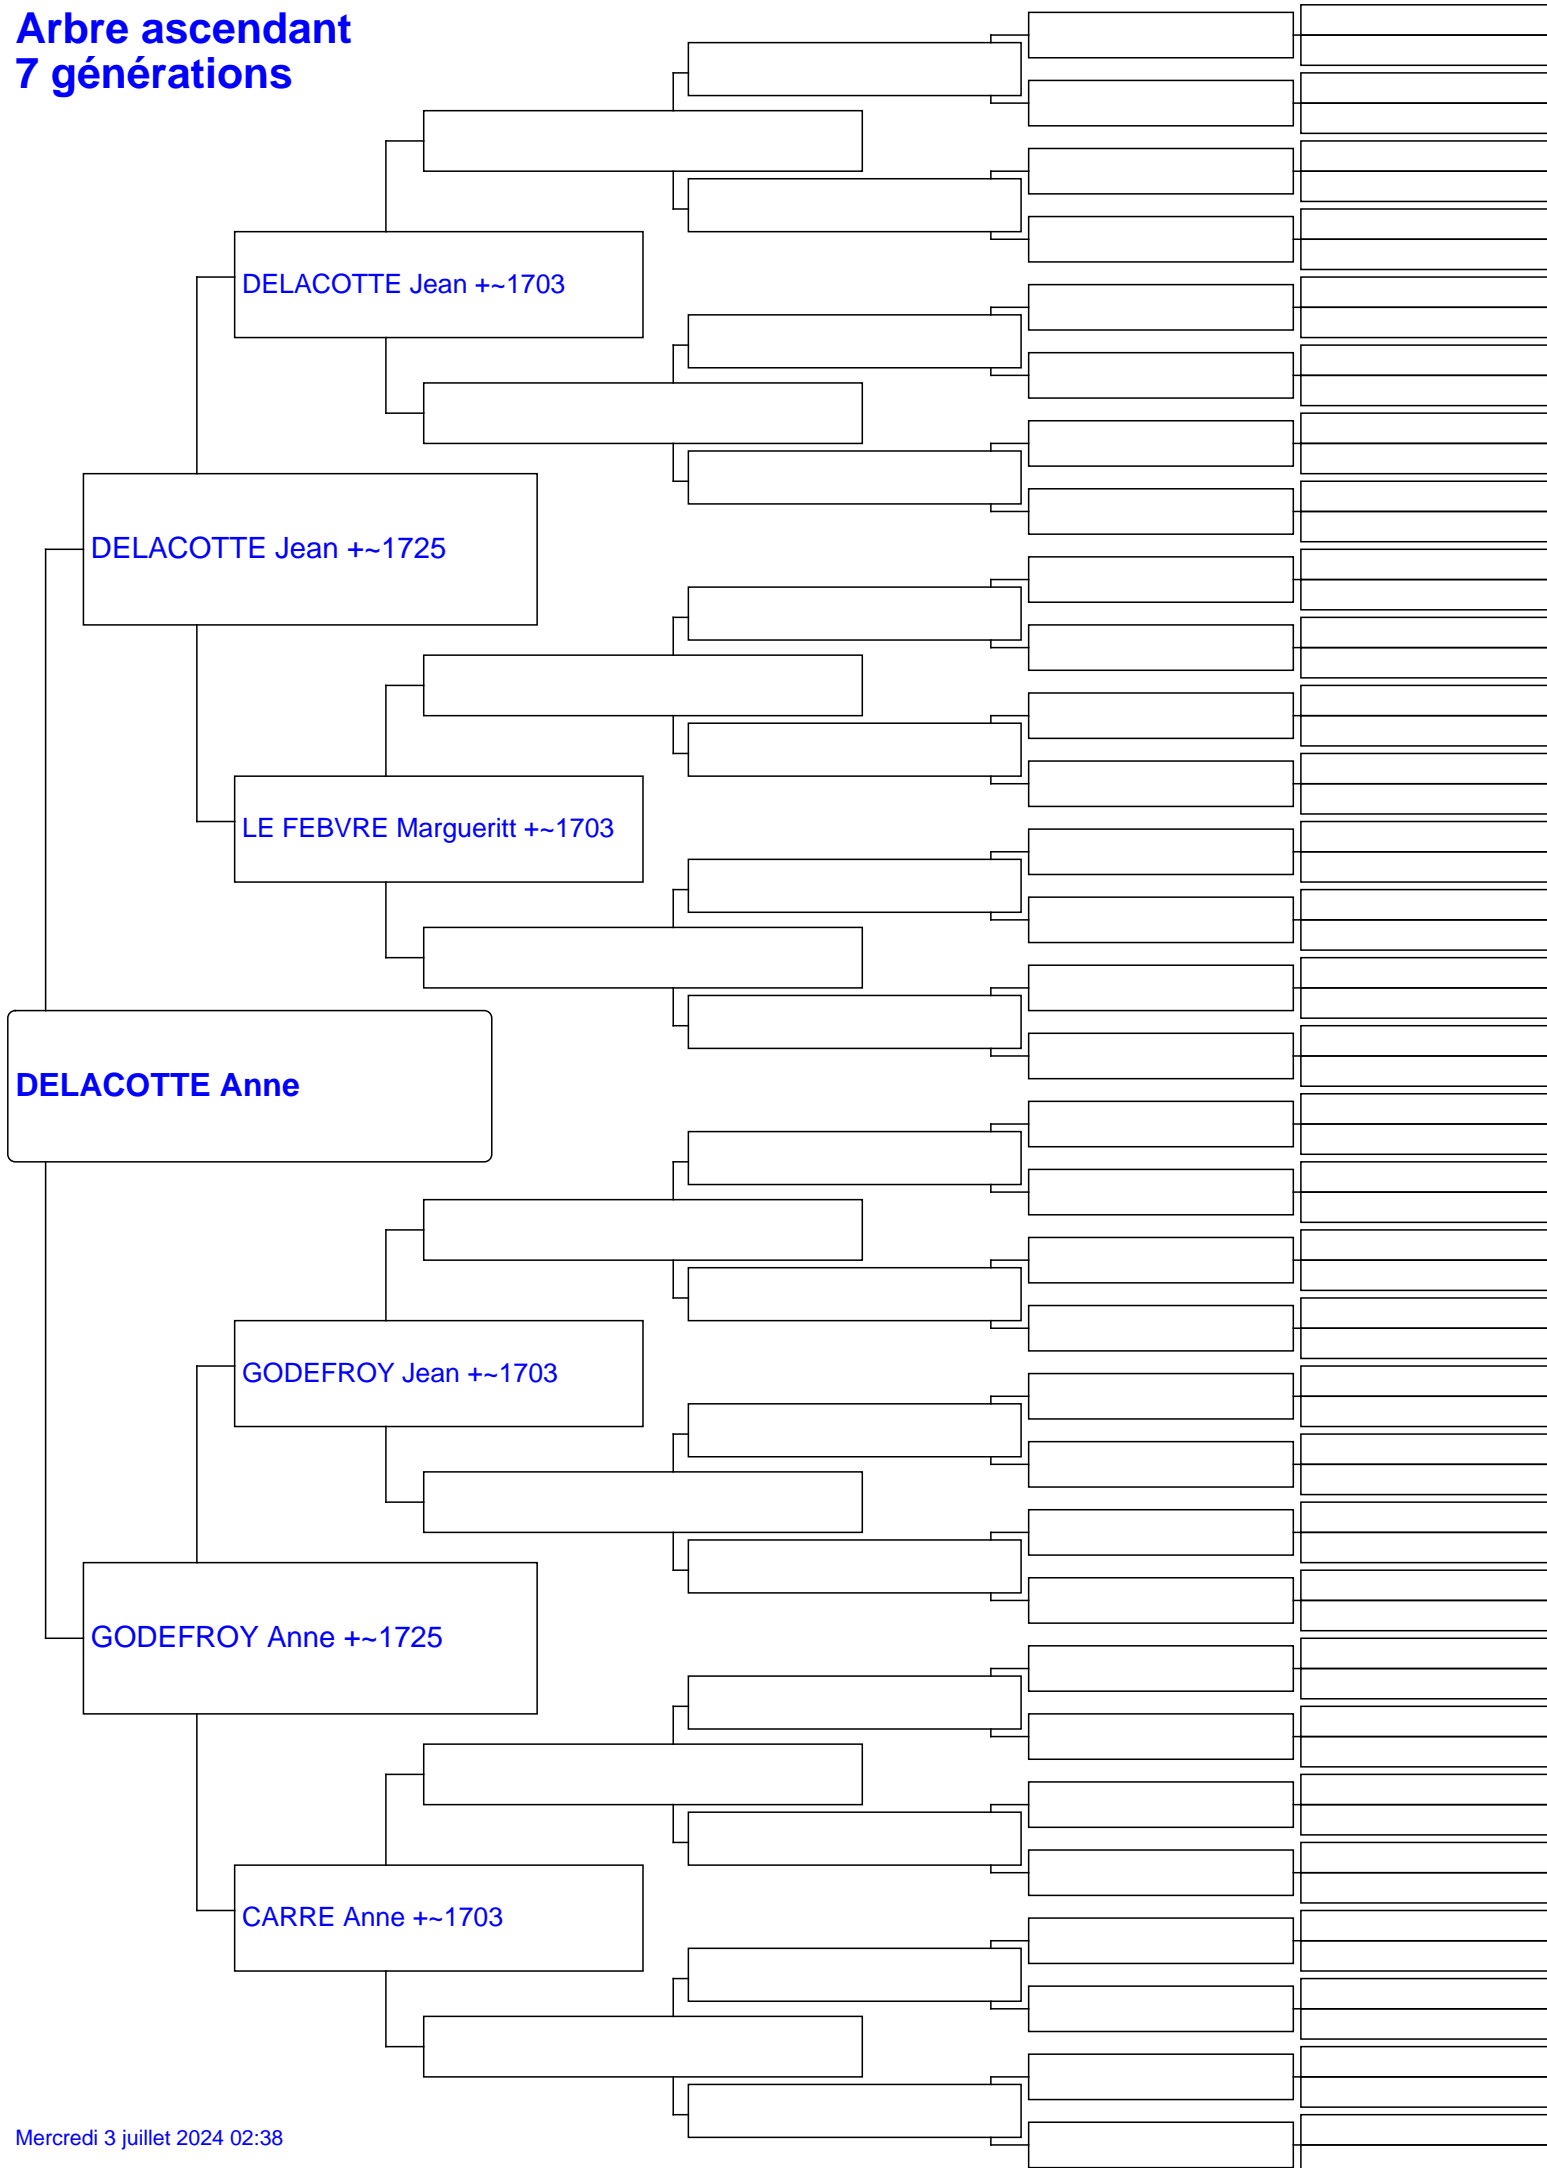 Arbre ascendant
7 générations
DELACOTTE Jean +~1703
DELACOTTE Jean +~1725
LE FEBVRE Margueritt +~1703
DELACOTTE Anne
GODEFROY Jean +~1703
GODEFROY Anne +~1725
CARRE Anne +~1703
Mercredi 3 juillet 2024 02:38